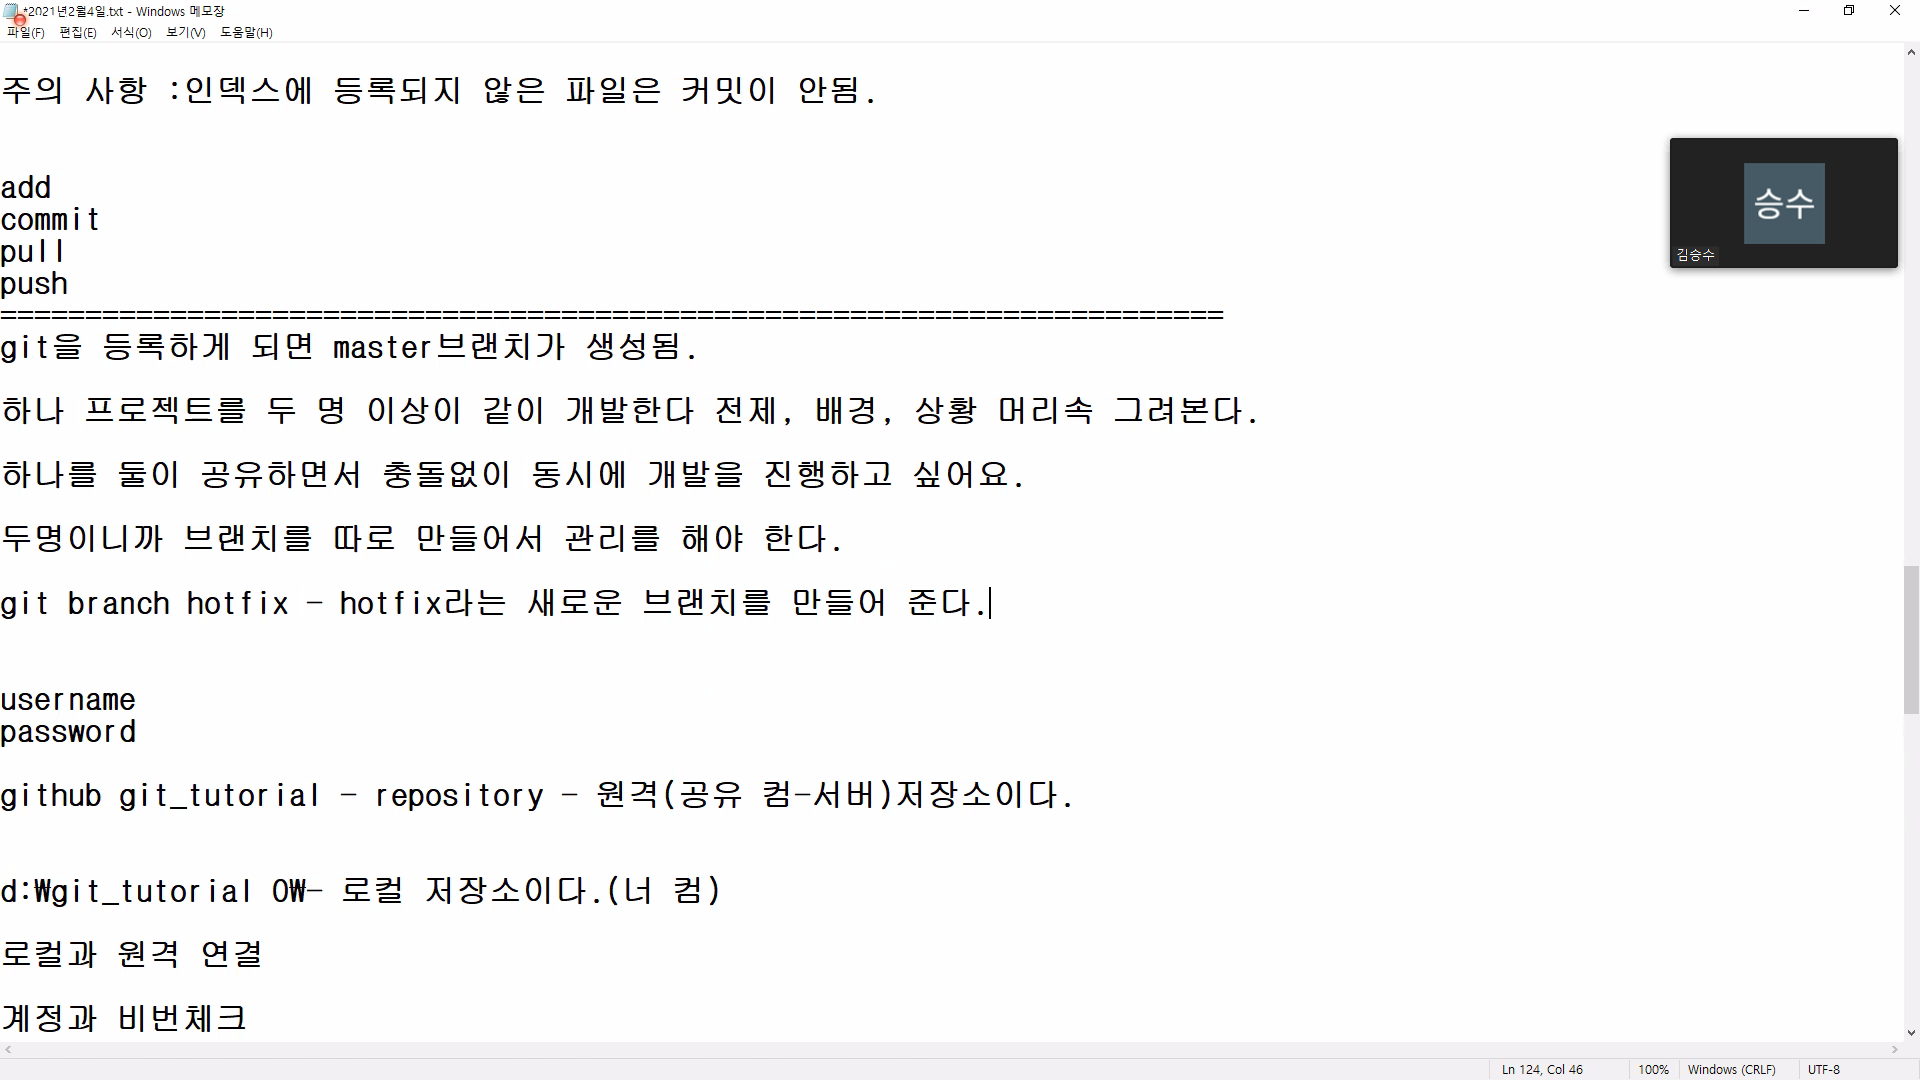 *2021년2월4일.txt - Windows 메모장
파일(F) 편집(E) 서식(O) 보기(V) 도움말(H)
주의 사항 :인덱스에 등록되지 않은 파일은 커밋이 안됨.
add
commit
pull
push
========================================================================
git을 등록하게 되면 master브랜치가 생성됨.
하나 프로젝트를 두 명 이상이 같이 개발한다 전제, 배경, 상황 머리속 그려본다.
하나를 둘이 공유하면서 충돌없이 동시에 개발을 진행하고 싶어요.
두명이니까 브랜치를 따로 만들어서 관리를 해야 한다.
git branch hotfix - hotfix라는 새로운 브랜치를 만들어 준다.
username
password
github git_tutorial - repository - 원격(공유 컴-서버)저장소이다.
d:₩git_tutorial 0₩- 로컬 저장소이다.(너 컴)
로컬과 원격 연결
계정과 비번체크
승수
김승수
Ln 124, Col 46 100% Windows (CRLF) UTF-8